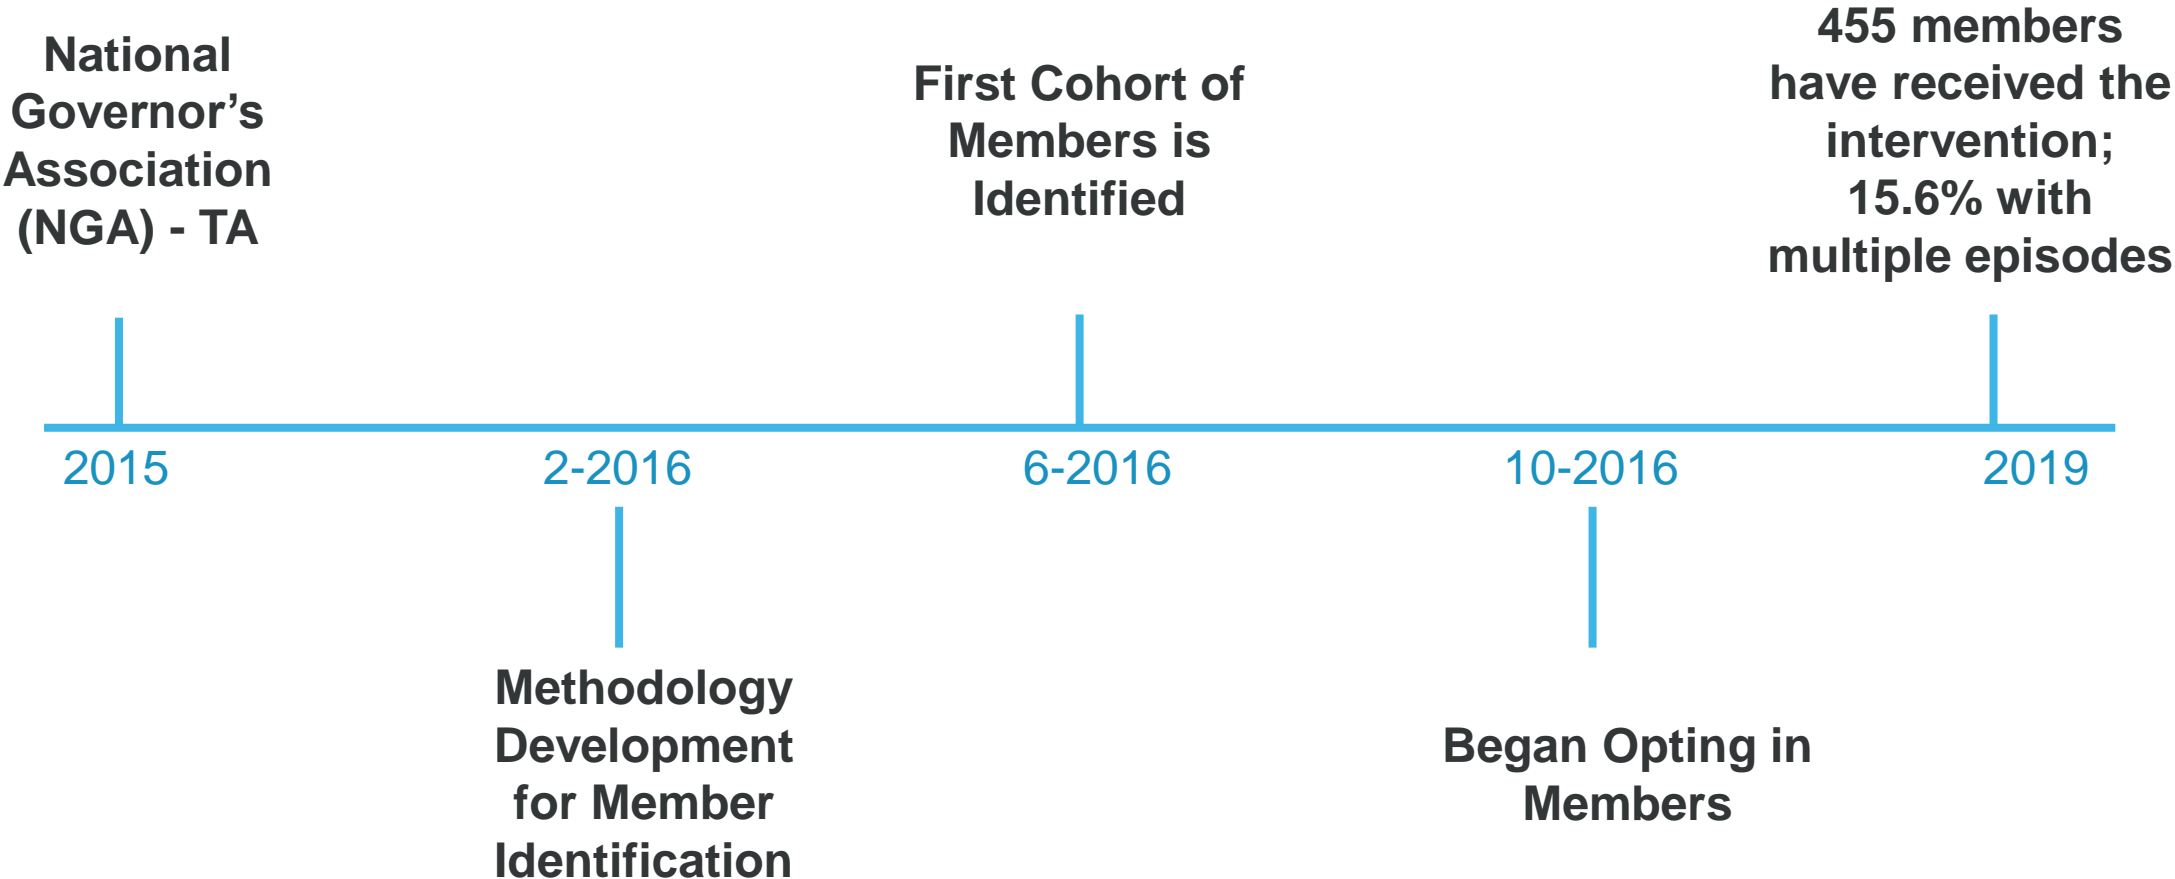 National
Governor’s
Association
(NGA) - TA
First Cohort of
Members is
Identified
455 members
have received the
intervention;
15.6% with
multiple episodes
2015
2-2016
6-2016
10-2016
2019
Methodology
Development
for Member
Identification
Began Opting in
Members